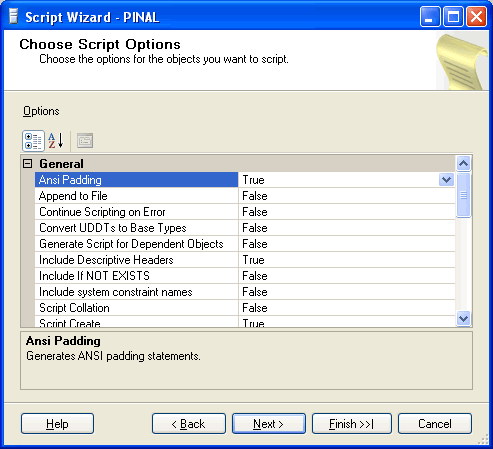 Script Wizard - PINAL
Choose Script Options
Choose the options for the objects you want to script.
Options
General
Ansi Padding True
Append to File False
Continue Scripting on Error False
Convert UDDTs to Base Types False
Generate Script for Dependent Objects False
Include Descriptive Headers True
Include If NOT EXISTS False
Include system constraint names False
Script Collation False
Script Create True
Ansi Padding
Generates ANSI padding statements.
Help < Back Next > Finish >>| Cancel